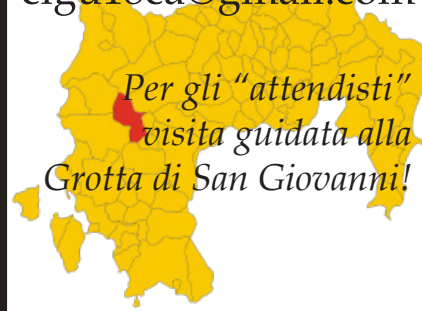 Per gli “attendisti”
visita guidata alla
Grotta di San Giovanni!